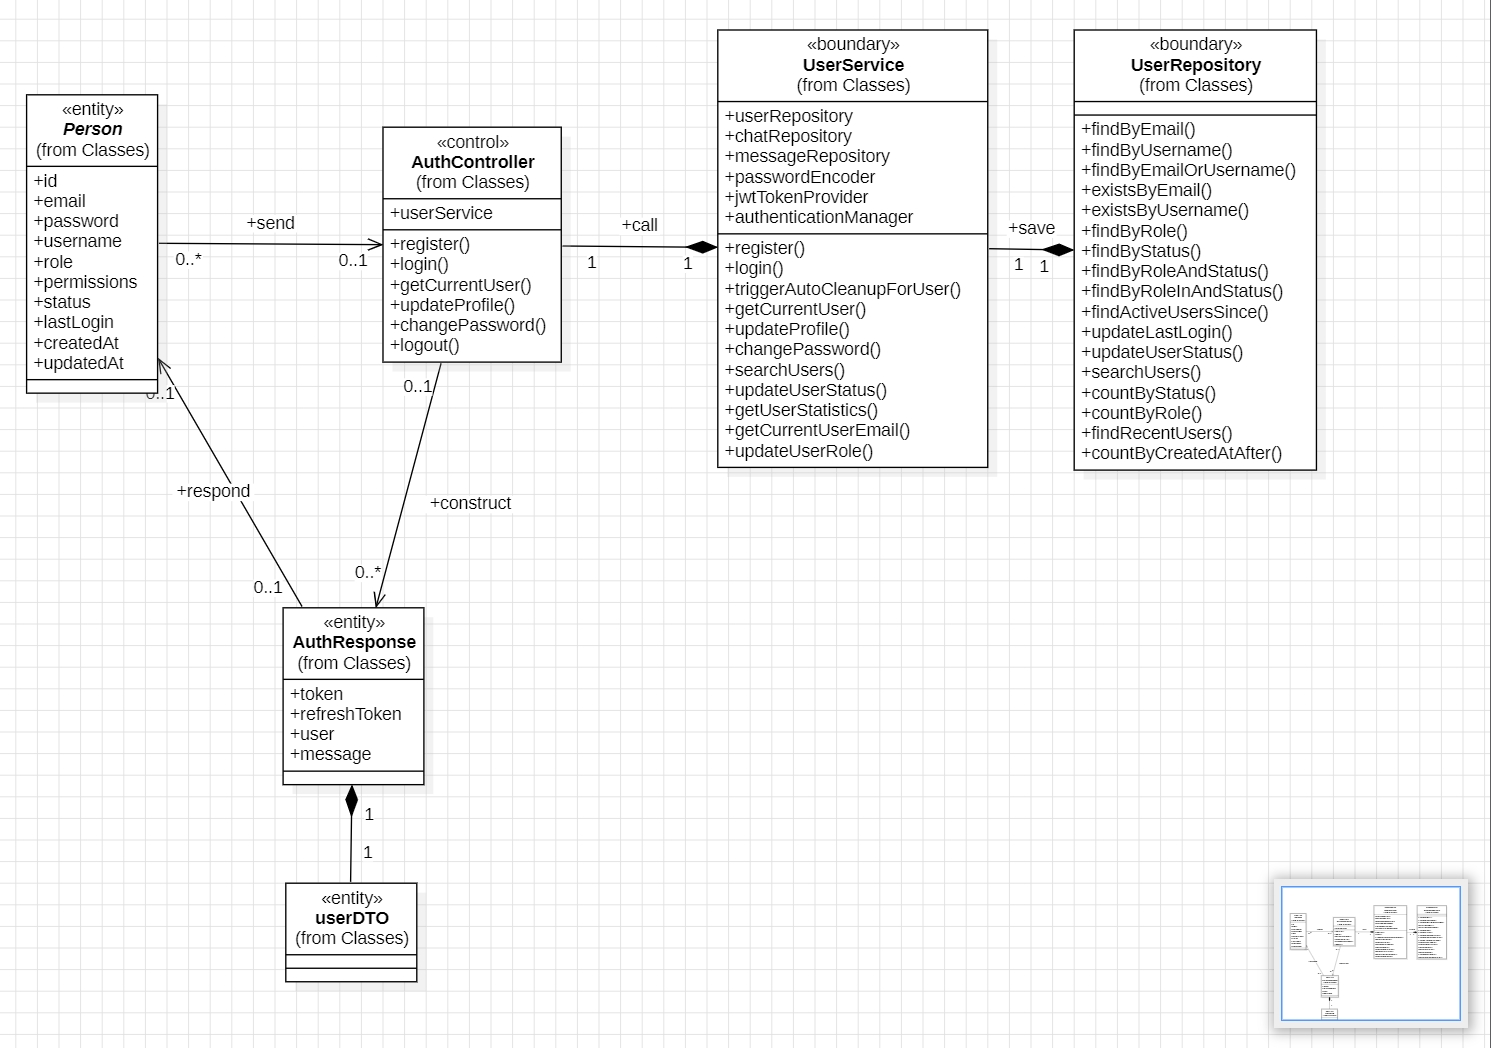 «entity»
Person
(from Classes)
+id
+email
+password
+username
+role
+permissions
+status
+lastLogin
+createdAt
+updatedAt
+send
0..*
0..1
«control»
AuthController
(from Classes)
+userService
+register()
+login()
+getCurrentUser()
+updateProfile()
+changePassword()
+logout()
+call
1
1
«boundary»
UserService
(from Classes)
+userRepository
+chatRepository
+messageRepository
+passwordEncoder
+jwtTokenProvider
+authenticationManager
+register()
+login()
+triggerAutoCleanupForUser()
+getCurrentUser()
+updateProfile()
+changePassword()
+searchUsers()
+updateUserStatus()
+getUserStatistics()
+getCurrentUserEmail()
+updateUserRole()
+save
1
1
«boundary»
UserRepository
(from Classes)
+findByEmail()
+findByUsername()
+findByEmailOrUsername()
+existsByEmail()
+existsByUsername()
+findByRole()
+findByStatus()
+findByRoleAndStatus()
+findByRoleInAndStatus()
+findActiveUsersSince()
+updateLastLogin()
+updateUserStatus()
+searchUsers()
+countByStatus()
+countByRole()
+findRecentUsers()
+countByCreatedAtAfter()
0..1
+respond
0..1
0..1
+construct
0..*
«entity»
AuthResponse
(from Classes)
+token
+refreshToken
+user
+message
1
1
«entity»
userDTO
(from Classes)